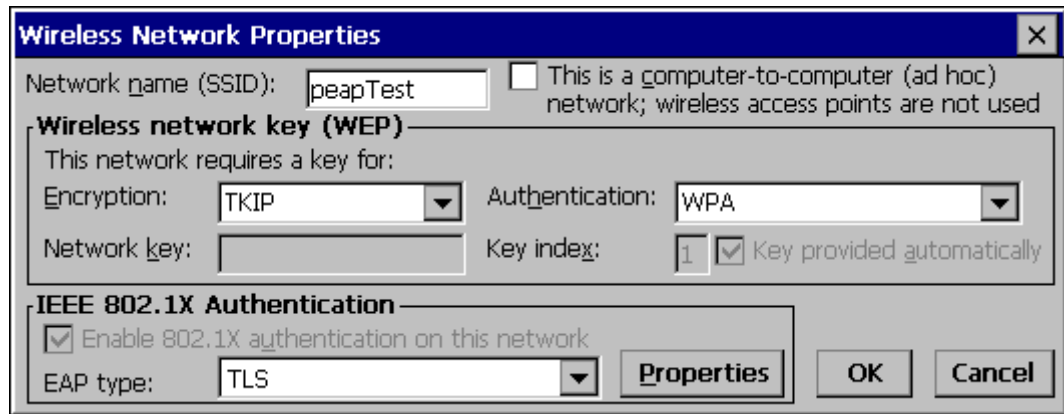 Wireless Network Properties
Network name (SSID): peapTest
This is a computer-to-computer (ad hoc)
network; wireless access points are not used
Wireless network key (WEP)
This network requires a key for:
Encryption: TKIP Authentication: WPA
Network key: Key index: 1 Key provided automatically
IEEE 802.1X Authentication
Enable 802.1X authentication on this network
EAP type: TLS Properties OK Cancel